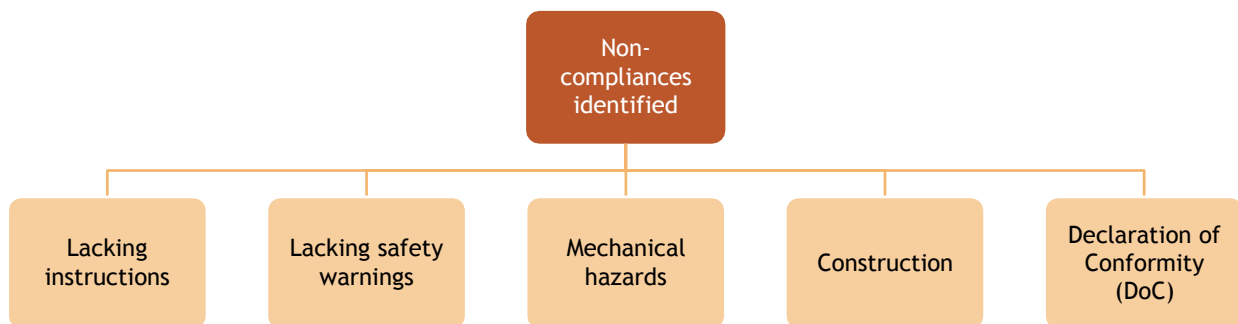 Non-
compliances
identified
Lacking
instructions
Lacking safety
warnings
Mechanical
hazards
Construction
Declaration of
Conformity
(DoC)